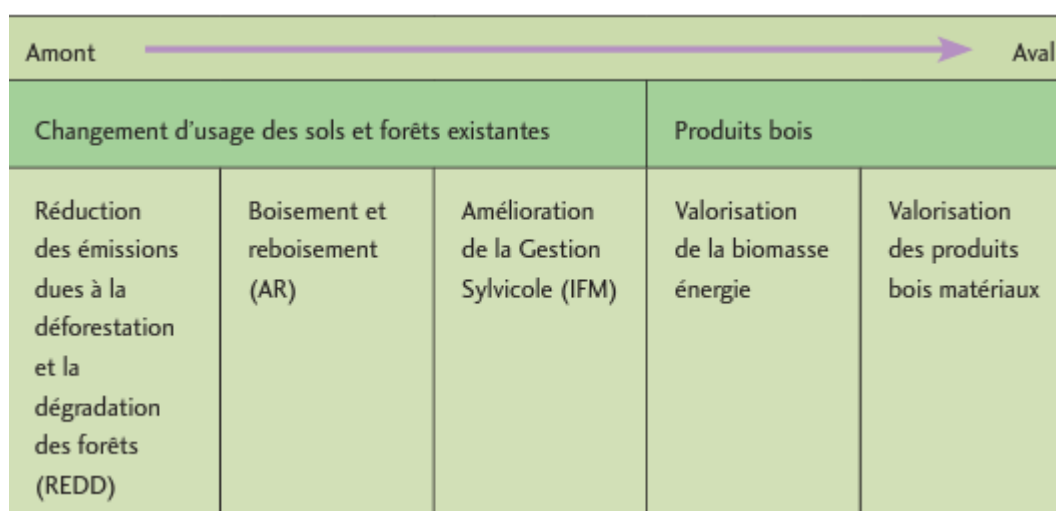 Amont
Aval
Changement d'usage des sols et forêts existantes
Produits bois
Réduction
des émissions
dues à la
déforestation
et la
dégradation
des forêts
(REDD)
Boisement et
reboisement
(AR)
Amélioration
de la Gestion
Sylvicole (IFM)
Valorisation
de la biomasse
énergie
Valorisation
des produits
bois matériaux